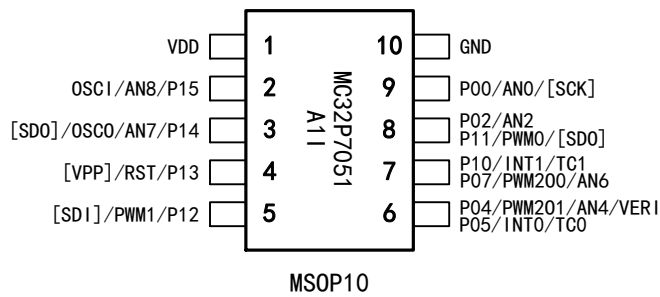 VDD 1 10 GND
OSCI/AN8/P15 2 9 P00/AN0/[SCK]
[SDO]/OSCO/AN7/P14 3 8 P02/AN2
P11/PWM0/[SDO]
[VPP]/RST/P13 4 7 P10/INT1/TC1
P07/PWM200/AN6
[SDI]/PWM1/P12 5 6 P04/PWM201/AN4/VERI
P05/INT0/TC0
MC32P7051
A1I
MSOP10